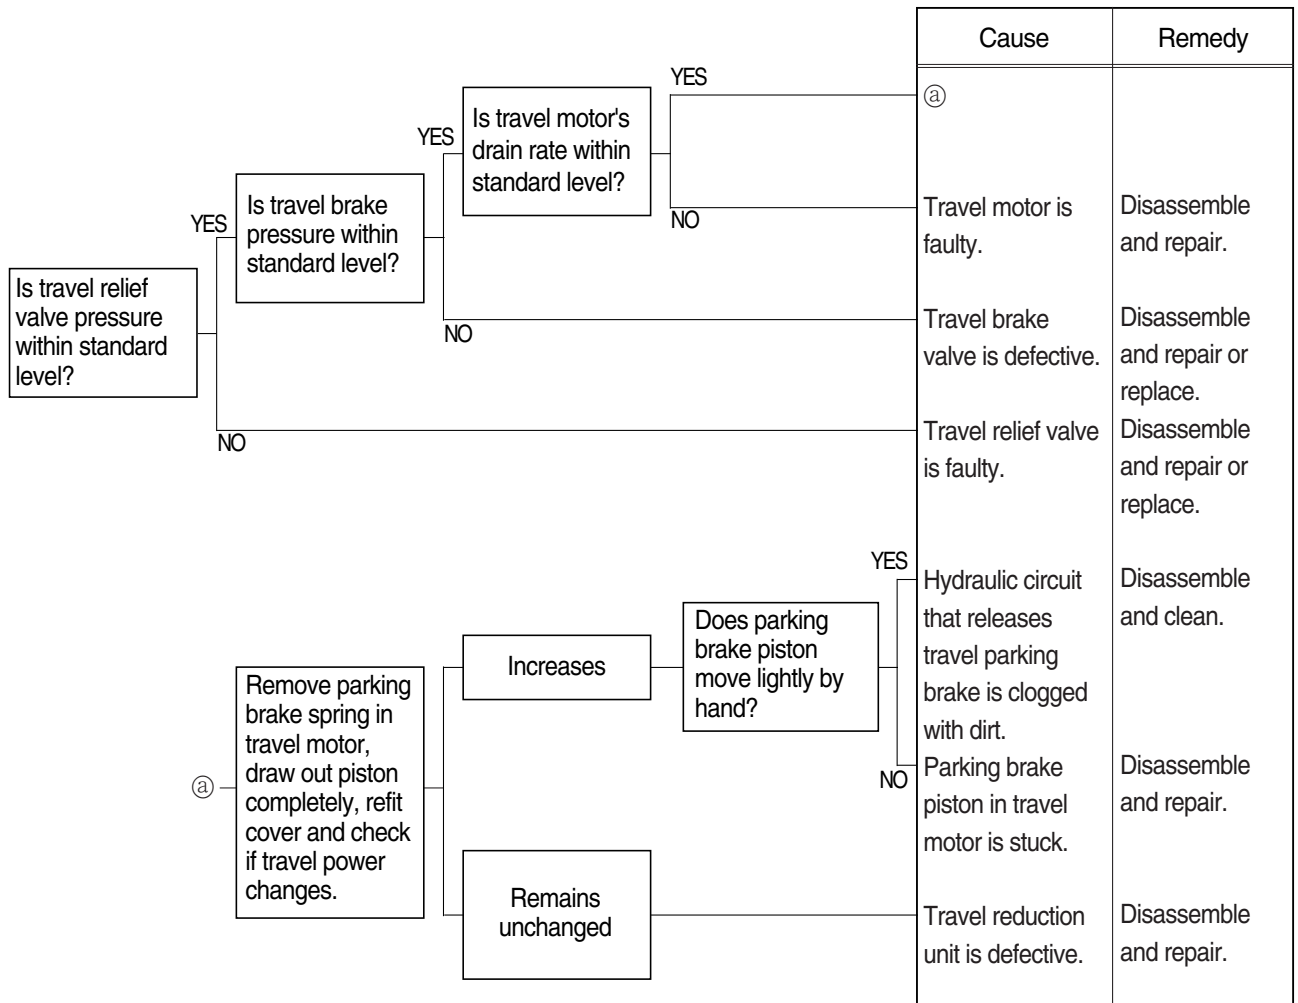 Cause
Remedy
YES
ⓐ
Is travel motor's
drain rate within
standard level?
YES
NO
Travel motor is
faulty.
Disassemble
and repair.
Is travel brake
pressure within
standard level?
YES
NO
Travel brake
valve is defective.
Disassemble
and repair or
replace.
Is travel relief
valve pressure
within standard
level?
NO
Travel relief valve
is faulty.
Disassemble
and repair or
replace.
YES
Hydraulic circuit
that releases
travel parking
brake is clogged
with dirt.
Disassemble
and clean.
Does parking
brake piston
move lightly by
hand?
Increases
NO
Parking brake
piston in travel
motor is stuck.
Disassemble
and repair.
ⓐ
Remove parking
brake spring in
travel motor,
draw out piston
completely, refit
cover and check
if travel power
changes.
Remains
unchanged
Travel reduction
unit is defective.
Disassemble
and repair.